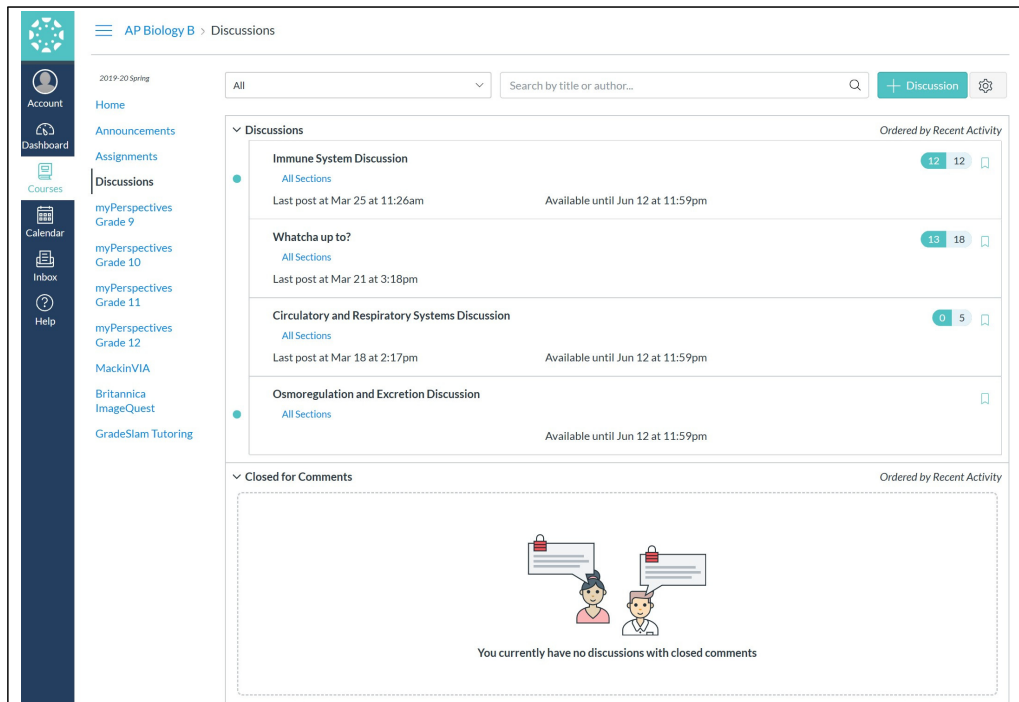 AP Biology B > Discussions
Account
Dashboard
Courses
Calendar
Inbox
Help
2019-20 Spring
Home
Announcements
Assignments
Discussions
myPerspectives
Grade 9
myPerspectives
Grade 10
myPerspectives
Grade 11
myPerspectives
Grade 12
MackinVIA
Britannica
ImageQuest
GradeSlam Tutoring
All
Search by title or author...
+ Discussion
Discussions
Ordered by Recent Activity
Immune System Discussion
12 12
All Sections
Last post at Mar 25 at 11:26am
Available until Jun 12 at 11:59pm
Whatcha up to?
13 18
All Sections
Last post at Mar 21 at 3:18pm
Circulatory and Respiratory Systems Discussion
0 5
All Sections
Last post at Mar 18 at 2:17pm
Available until Jun 12 at 11:59pm
Osmoregulation and Excretion Discussion
All Sections
Available until Jun 12 at 11:59pm
Closed for Comments
Ordered by Recent Activity
You currently have no discussions with closed comments